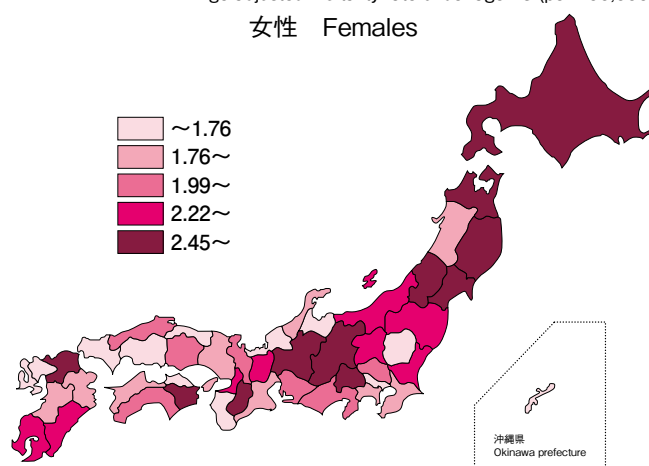 女性 Females
～1.76
1.76～
1.99～
2.22～
2.45～
沖縄県
Okinawa prefecture